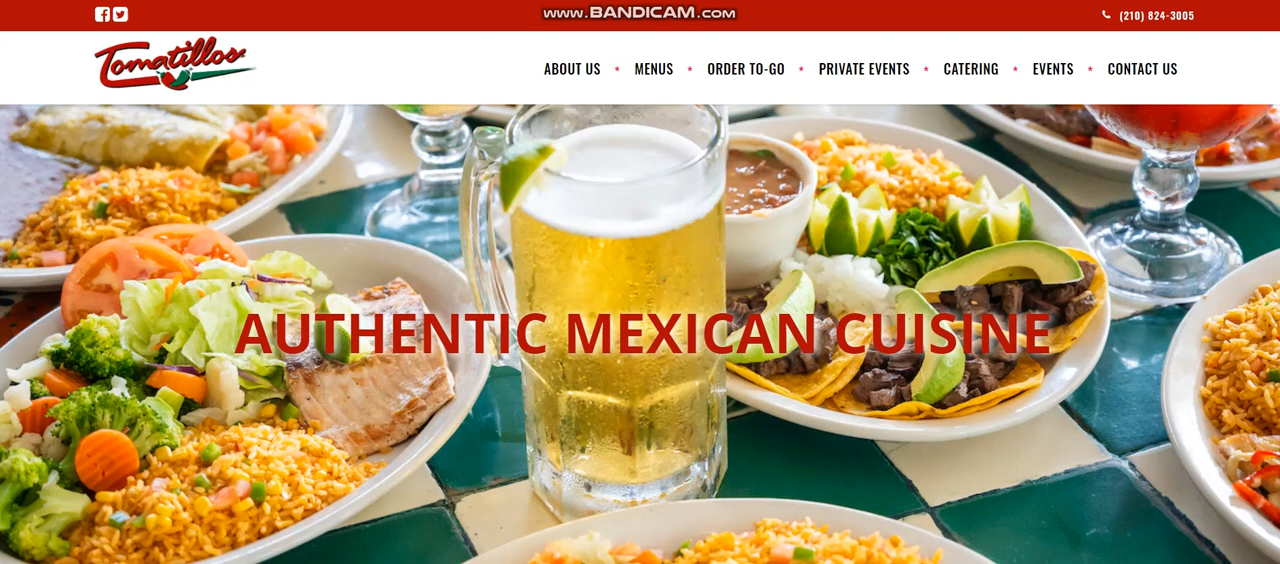 www.BANDICAM.com
(210) 824-3005
Tomatillos
ABOUT US * MENUS * ORDER TO-GO * PRIVATE EVENTS * CATERING * EVENTS * CONTACT US
AUTHENTIC MEXICAN CUISINE